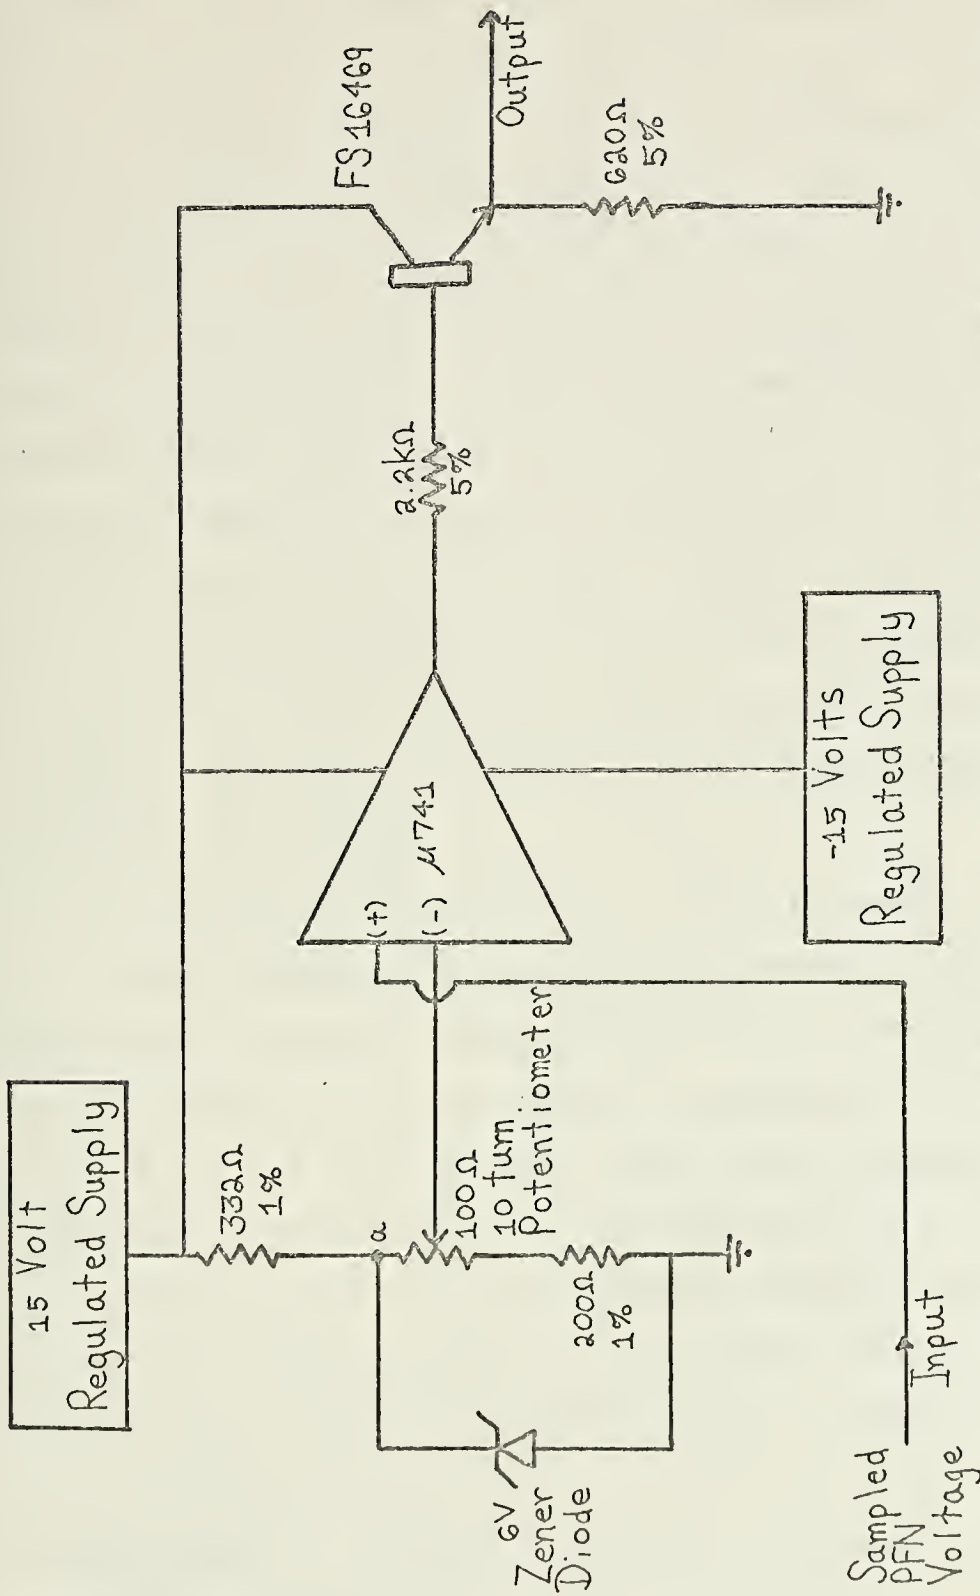 15 Volt
Regulated Supply
332Ω
1%
a
100Ω
10 turn
Potentiometer
200Ω
1%
6V
Zener
Diode
Sampled
PFN
Voltage
Input
(+)
(-) μ741
-15 Volts
Regulated Supply
2.2kΩ
5%
FS16469
Output
620Ω
5%